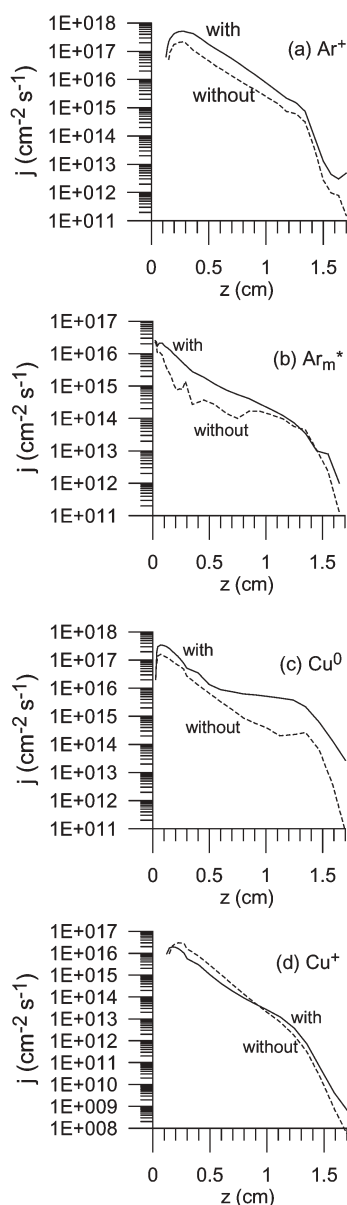 1E+018
1E+017
1E+016
1E+015
1E+014
1E+013
1E+012
1E+011
j (cm⁻² s⁻¹)
with
(a) Ar⁺
without
0 0.5 1 1.5
z (cm)
1E+017
1E+016
1E+015
1E+014
1E+013
1E+012
1E+011
j (cm⁻² s⁻¹)
with
(b) Arₘ*
without
0 0.5 1 1.5
z (cm)
1E+018
1E+017
1E+016
1E+015
1E+014
1E+013
1E+012
1E+011
j (cm⁻² s⁻¹)
with
(c) Cu⁰
without
0 0.5 1 1.5
z (cm)
1E+017
1E+016
1E+015
1E+014
1E+013
1E+012
1E+011
1E+010
1E+009
1E+008
j (cm⁻² s⁻¹)
(d) Cu⁺
with
without
0 0.5 1 1.5
z (cm)